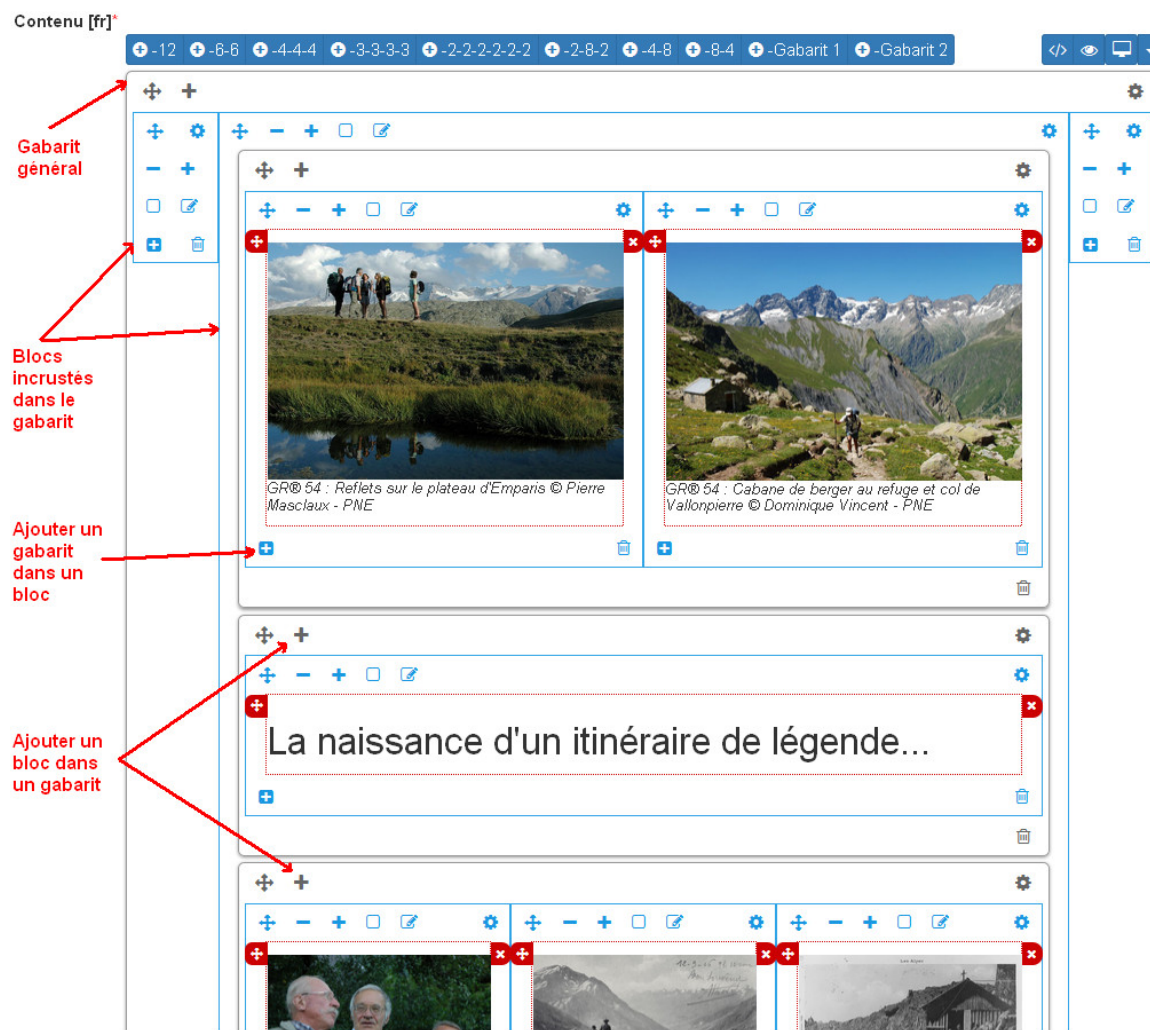 Contenu [fr]*
-12 -6-6 -4-4-4 -3-3-3-3 -2-2-2-2-2-2 -2-8-2 -4-8 -8-4 -Gabarit 1 -Gabarit 2
Gabarit
général
Blocs
incrustés
dans le
gabarit
GR® 54 : Reflets sur le plateau d'Emparis © Pierre
Masclaux - PNE
GR® 54 : Cabane de berger au refuge et col de
Vallonpierre © Dominique Vincent - PNE
Ajouter un
gabarit
dans un
bloc
La naissance d'un itinéraire de légende...
Ajouter un
bloc dans
un gabarit
Les Alpes